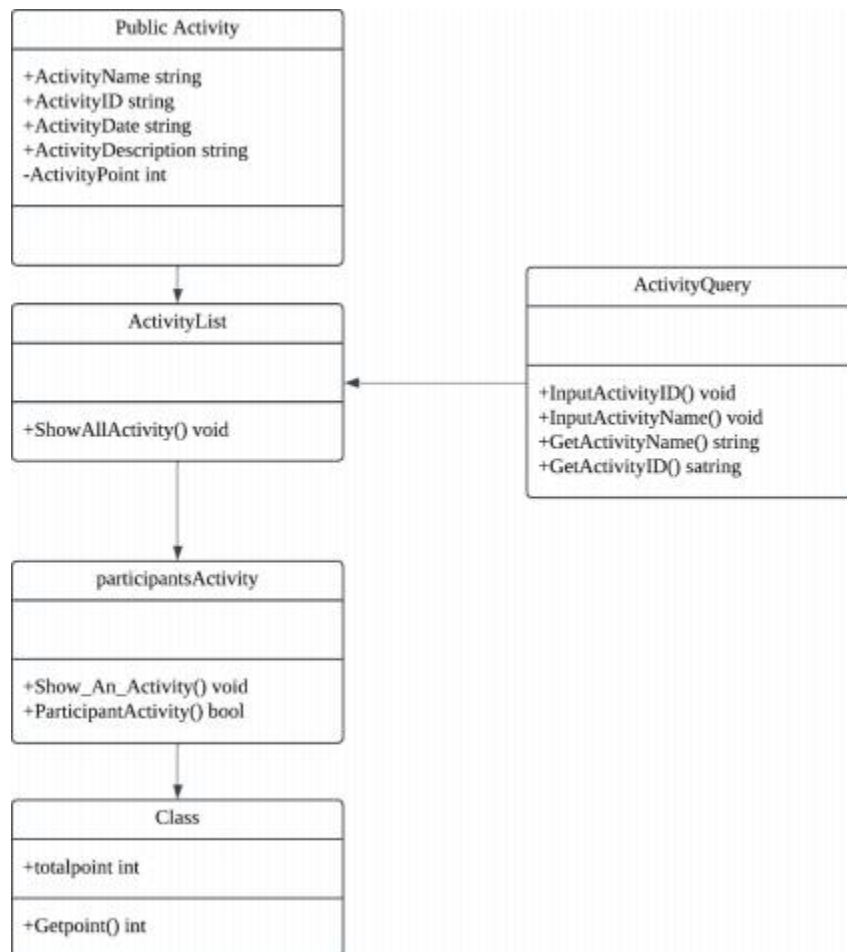 Public Activity
+ActivityName string
+ActivityID string
+ActivityDate string
+ActivityDescription string
-ActivityPoint int
ActivityList
+ShowAllActivity() void
ActivityQuery
+InputActivityID() void
+InputActivityName() void
+GetActivityName() string
+GetActivityID() satring
participantsActivity
+Show_An_Activity() void
+ParticipantActivity() bool
Class
+totalpoint int
+Getpoint() int